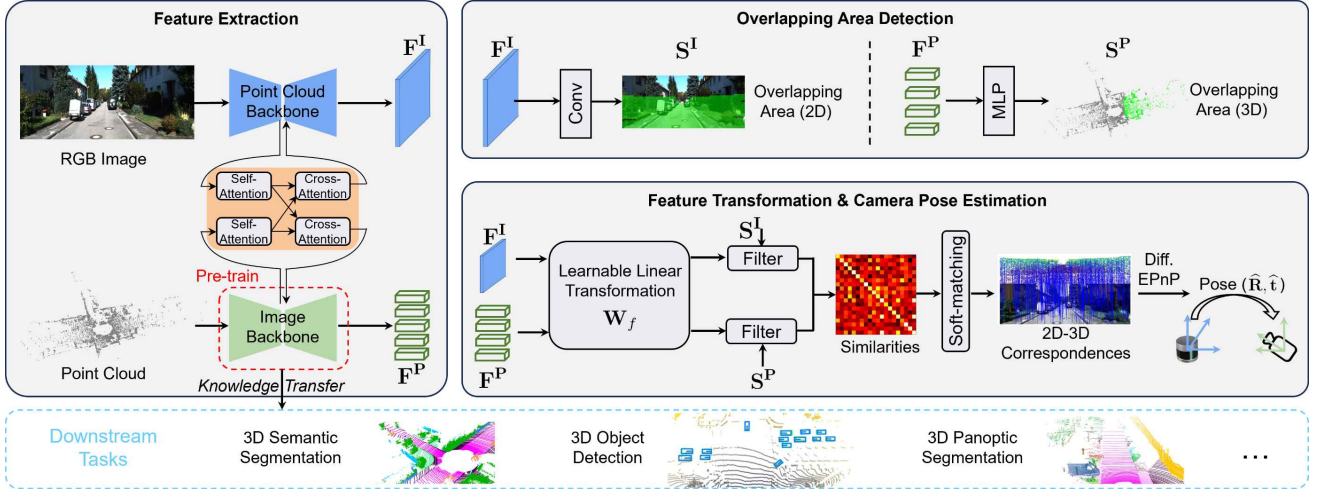 Feature Extraction
F^I
Point Cloud
Backbone
RGB Image
Self-
Attention
Cross-
Attention
Self-
Attention
Cross-
Attention
Pre-train
Image
Backbone
Point Cloud
F^P
Knowledge Transfer
Overlapping Area Detection
F^I
Conv
S^I
Overlapping
Area (2D)
F^P
MLP
S^P
Overlapping
Area (3D)
Feature Transformation & Camera Pose Estimation
F^I
F^P
Learnable Linear
Transformation
W_f
S^I
Filter
Filter
S^P
Similarities
Soft-matching
2D-3D
Correspondences
Diff.
EPnP
Pose (R̂, t̂)
Downstream
Tasks
3D Semantic
Segmentation
3D Object
Detection
3D Panoptic
Segmentation
...